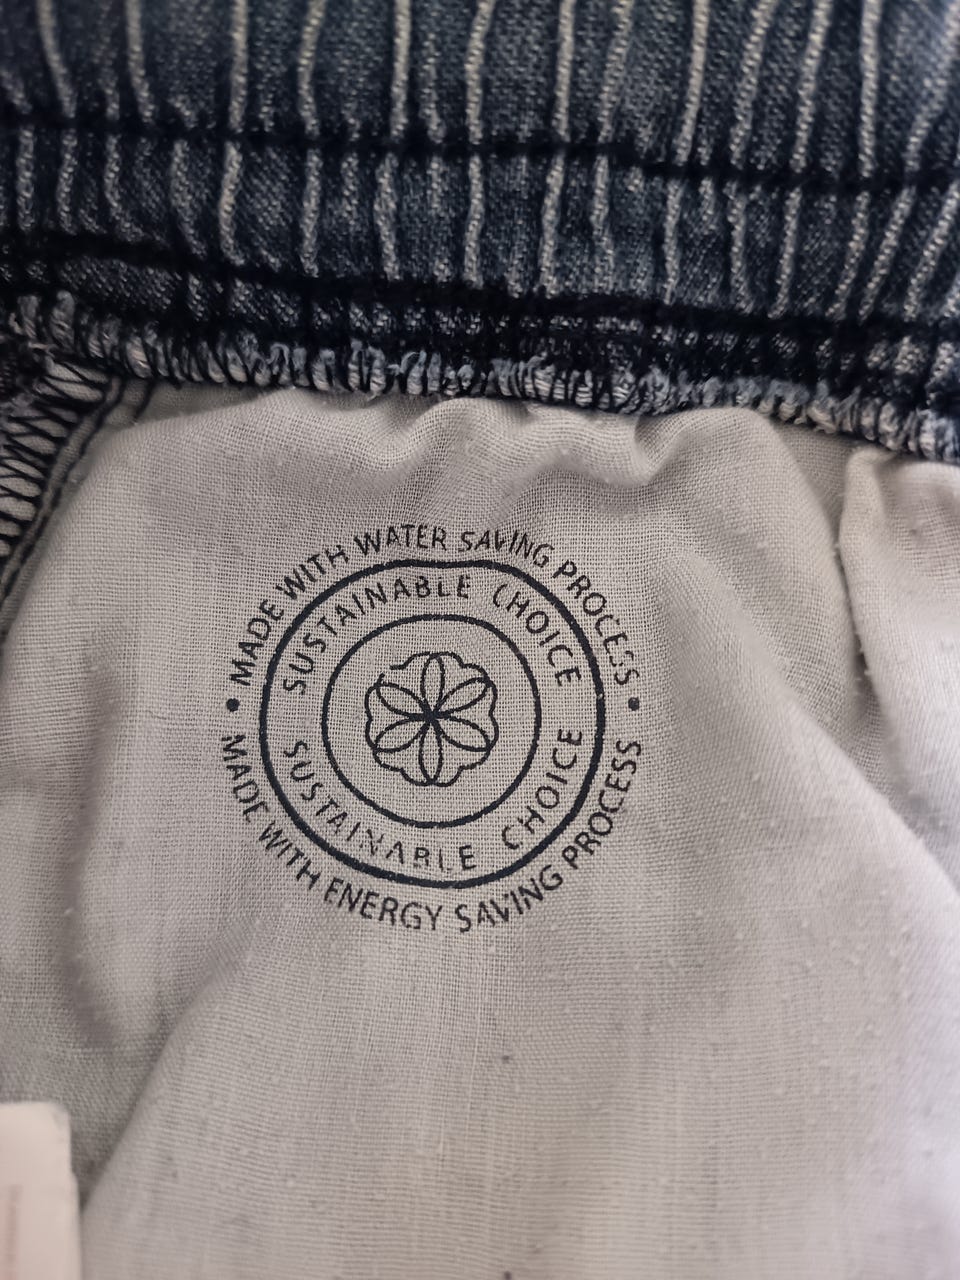 • MADE WITH WATER SAVING PROCESS •
SUSTAINABLE CHOICE
SUSTAINABLE CHOICE
MADE WITH ENERGY SAVING PROCESS